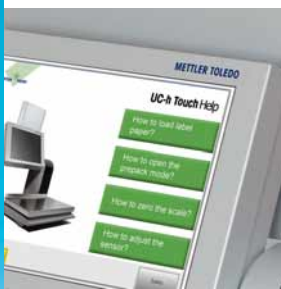 METTLER TOLEDO
UC-h Touch Help
How to load label
paper?
How to open the
prepack mode?
How to zero the scale?
How to adjust the
sensor?